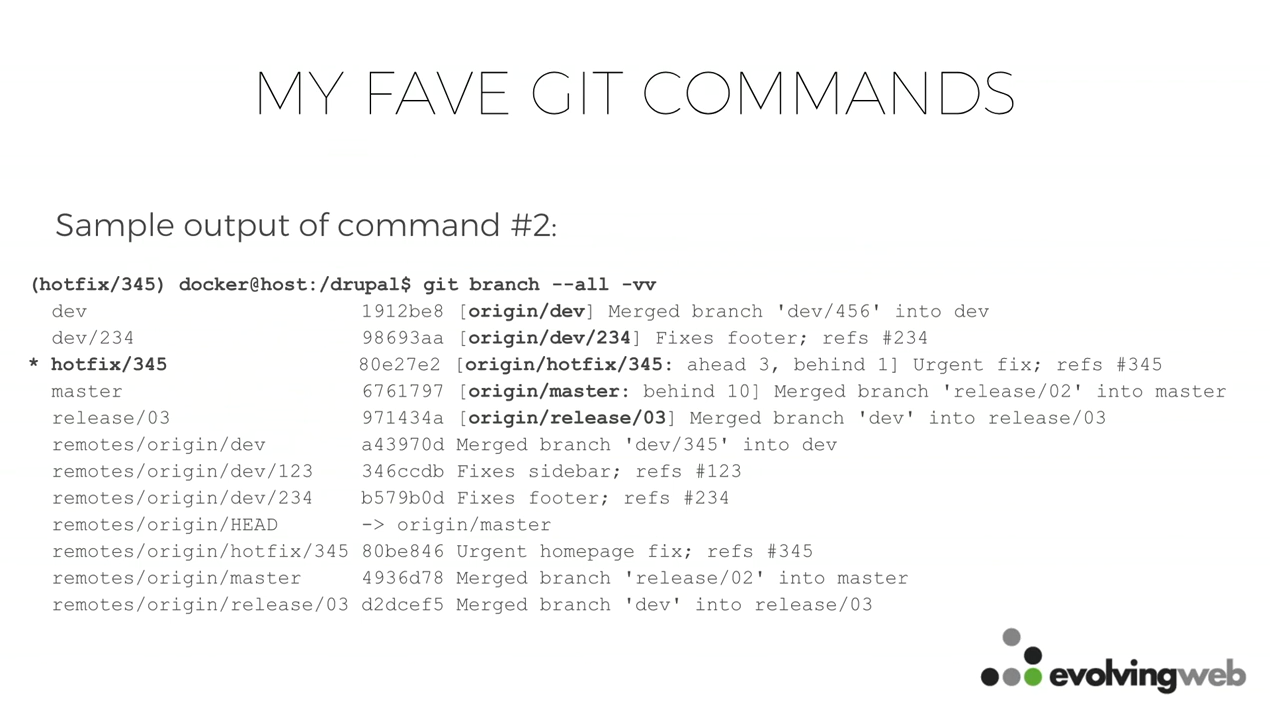 MY FAVE GIT COMMANDS
Sample output of command #2:
(hotfix/345) docker@host:/drupal$ git branch --all -vv
dev 1912be8 [origin/dev] Merged branch 'dev/456' into dev
dev/234 98693aa [origin/dev/234] Fixes footer; refs #234
* hotfix/345 80e27e2 [origin/hotfix/345: ahead 3, behind 1] Urgent fix; refs #345
master 6761797 [origin/master: behind 10] Merged branch 'release/02' into master
release/03 971434a [origin/release/03] Merged branch 'dev' into release/03
remotes/origin/dev a43970d Merged branch 'dev/345' into dev
remotes/origin/dev/123 346ccdb Fixes sidebar; refs #123
remotes/origin/dev/234 b579b0d Fixes footer; refs #234
remotes/origin/HEAD -> origin/master
remotes/origin/hotfix/345 80be846 Urgent homepage fix; refs #345
remotes/origin/master 4936d78 Merged branch 'release/02' into master
remotes/origin/release/03 d2dcef5 Merged branch 'dev' into release/03
evolvingweb